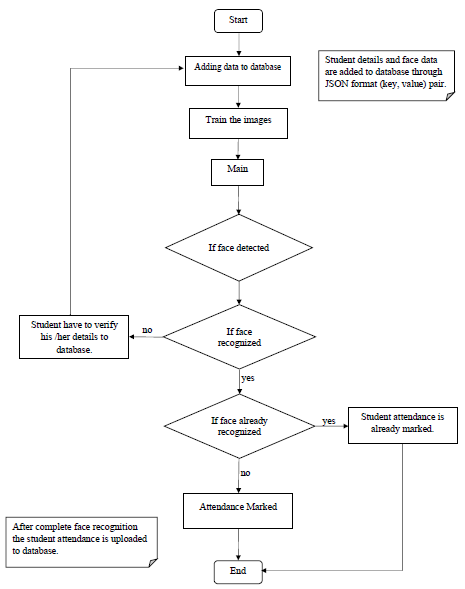 Start
Adding data to database
Student details and face data
are added to database through
JSON format (key, value) pair.
Train the images
Main
If face detected
Student have to verify
his /her details to
database.
no
If face
recognized
yes
If face already
recognized
yes
Student attendance is
already marked.
no
Attendance Marked
After complete face recognition
the student attendance is uploaded
to database.
End